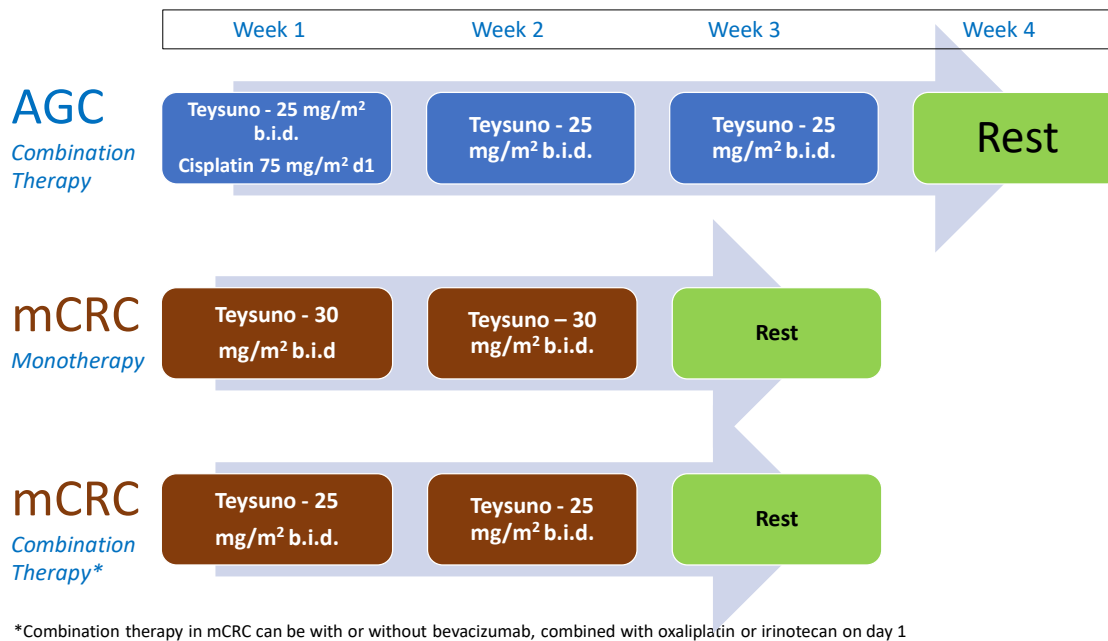 Week 1 Week 2 Week 3 Week 4
AGC
Combination
Therapy
Teysuno - 25 mg/m²
b.i.d.
Cisplatin 75 mg/m² d1
Teysuno - 25
mg/m² b.i.d.
Teysuno - 25
mg/m² b.i.d.
Rest
mCRC
Monotherapy
Teysuno - 30
mg/m² b.i.d
Teysuno – 30
mg/m² b.i.d.
Rest
mCRC
Combination
Therapy*
Teysuno - 25
mg/m² b.i.d.
Teysuno - 25
mg/m² b.i.d.
Rest
*Combination therapy in mCRC can be with or without bevacizumab, combined with oxaliplatin or irinotecan on day 1